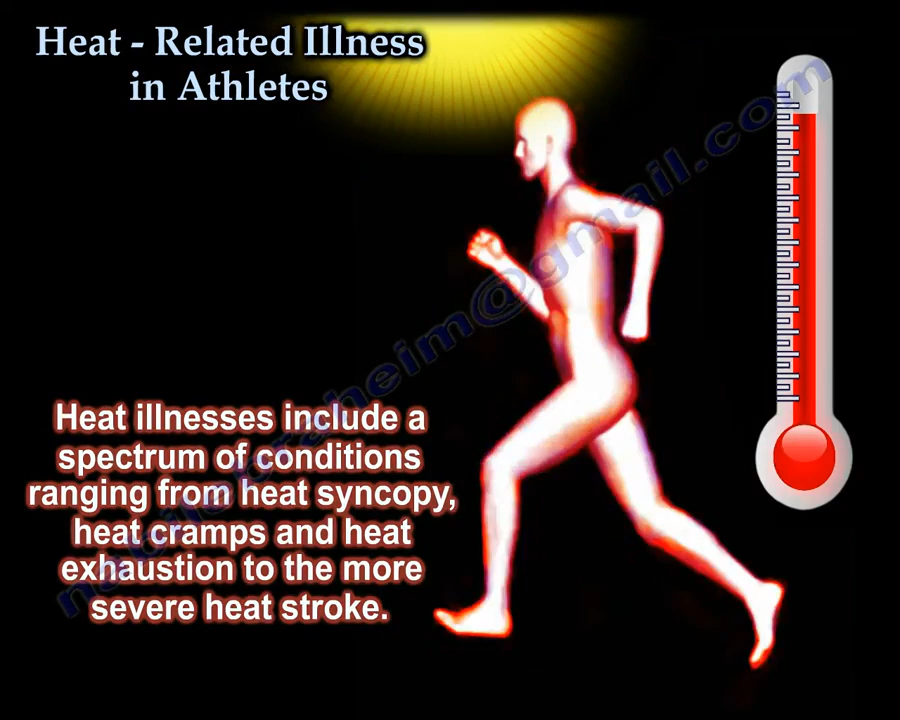 Heat - Related Illness
in Athletes
Heat illnesses include a
spectrum of conditions
ranging from heat syncopy,
heat cramps and heat
exhaustion to the more
severe heat stroke.